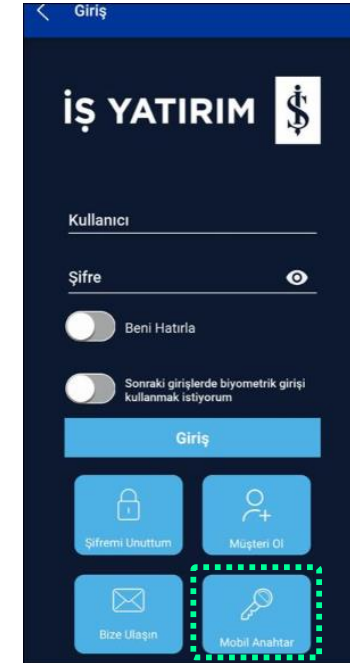 Giriş
İŞ YATIRIM
Kullanıcı
Şifre
Beni Hatırla
Sonraki girişlerde biyometrik girişi
kullanmak istiyorum
Giriş
Şifremi Unuttum
Müşteri Ol
Bize Ulaşın
Mobil Anahtar